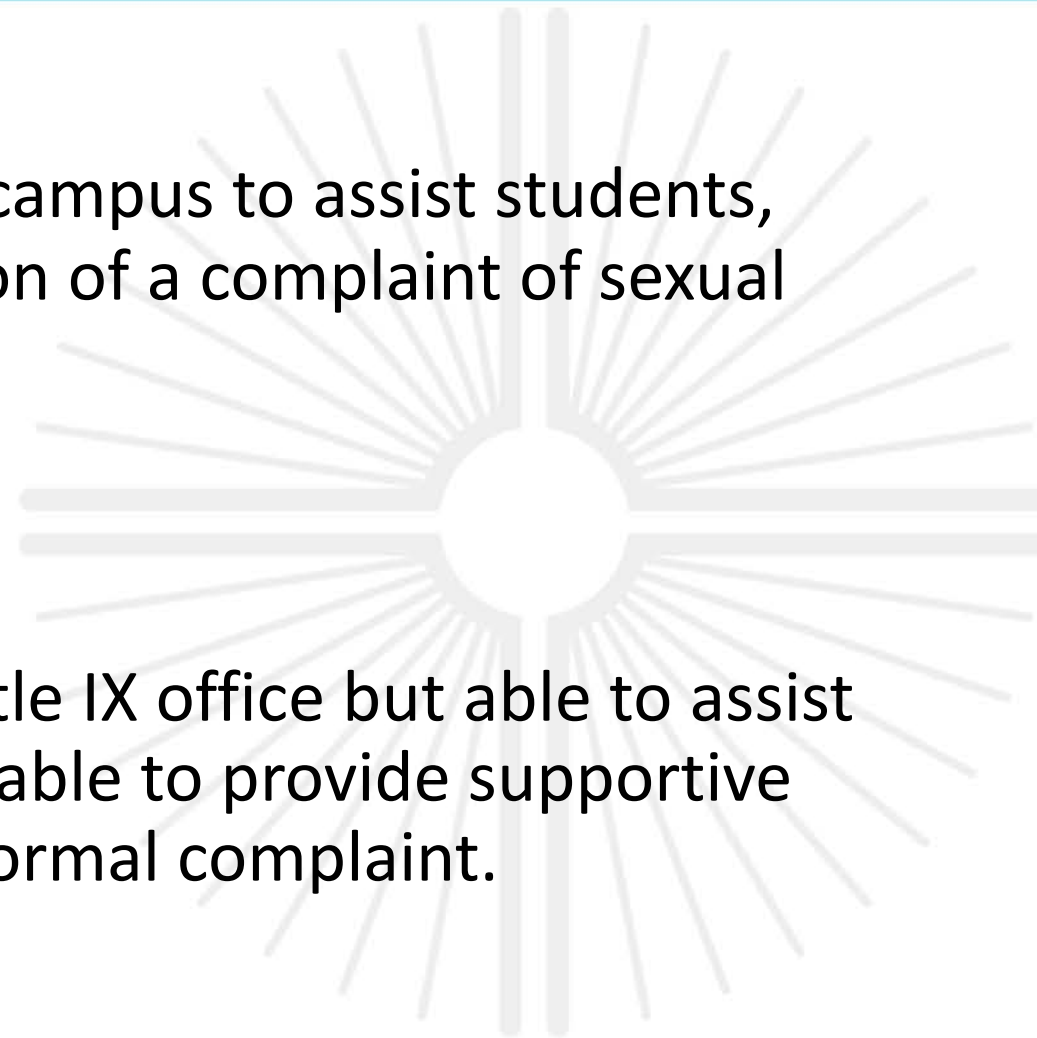 campus to assist students,
on of a complaint of sexual
tle IX office but able to assist
able to provide supportive
ormal complaint.